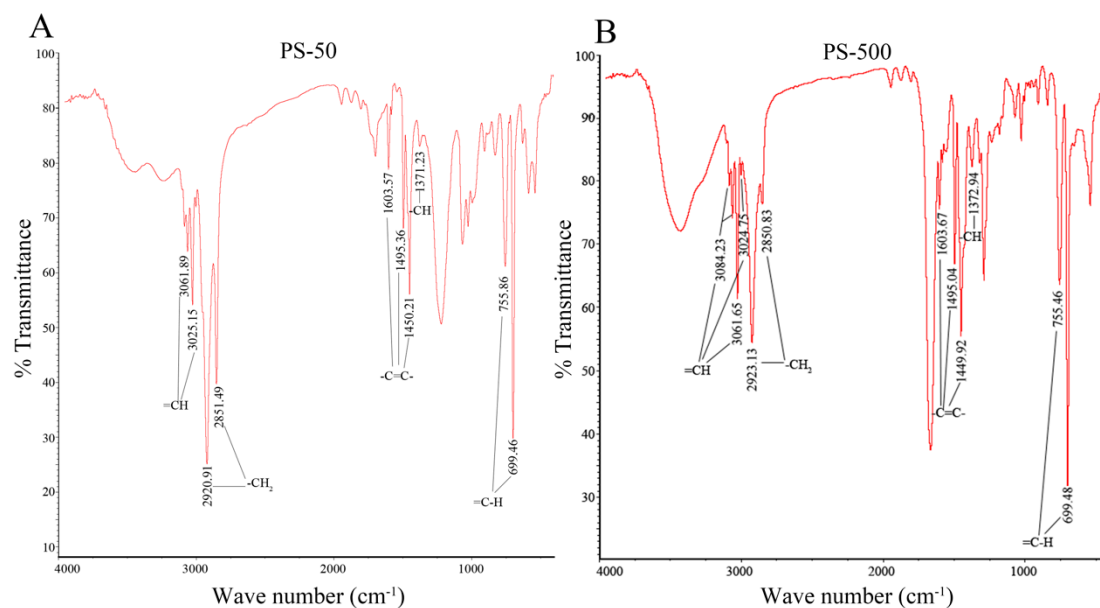 A
PS-50
% Transmittance
90
80
70
60
50
40
30
20
10
4000
3000
2000
1000
Wave number (cm⁻¹)
3061.89
3025.15
=CH
2920.91
2851.49
-CH₂
1603.57
1495.36
1450.21
-C=C-
1371.23
-CH
755.86
699.46
=C-H
B
PS-500
% Transmittance
100
90
80
70
60
50
40
30
4000
3000
2000
1000
Wave number (cm⁻¹)
3084.23
3061.65
3024.75
=CH
2923.13
2850.83
-CH₂
1603.67
1495.04
1449.92
-C=C-
1372.94
-CH
755.46
699.48
=C-H